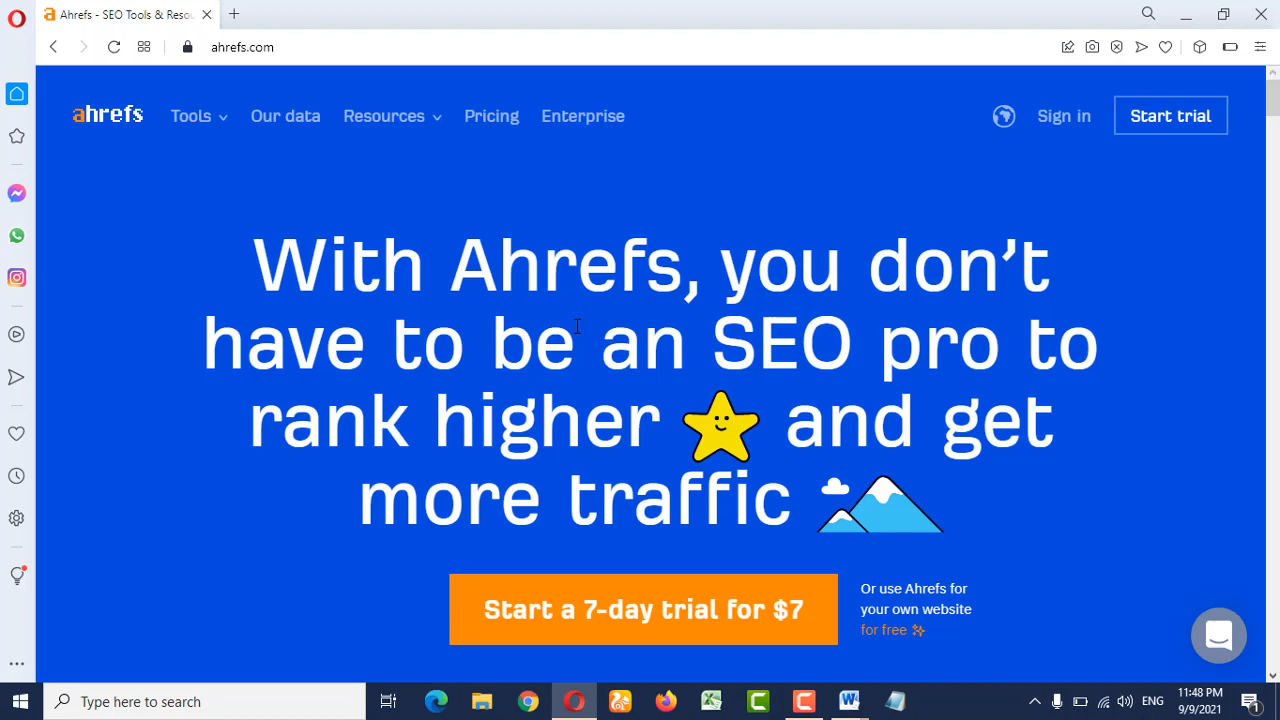 Ahrefs - SEO Tools & Resou
ahrefs.com
ahrefs
Tools
Our data
Resources
Pricing
Enterprise
Sign in
Start trial
With Ahrefs, you don't
have to be an SEO pro to
rank higher and get
more traffic
Start a 7-day trial for $7
Or use Ahrefs for
your own website
for free
Type here to search
ENG
11:48 PM
9/9/2021
1